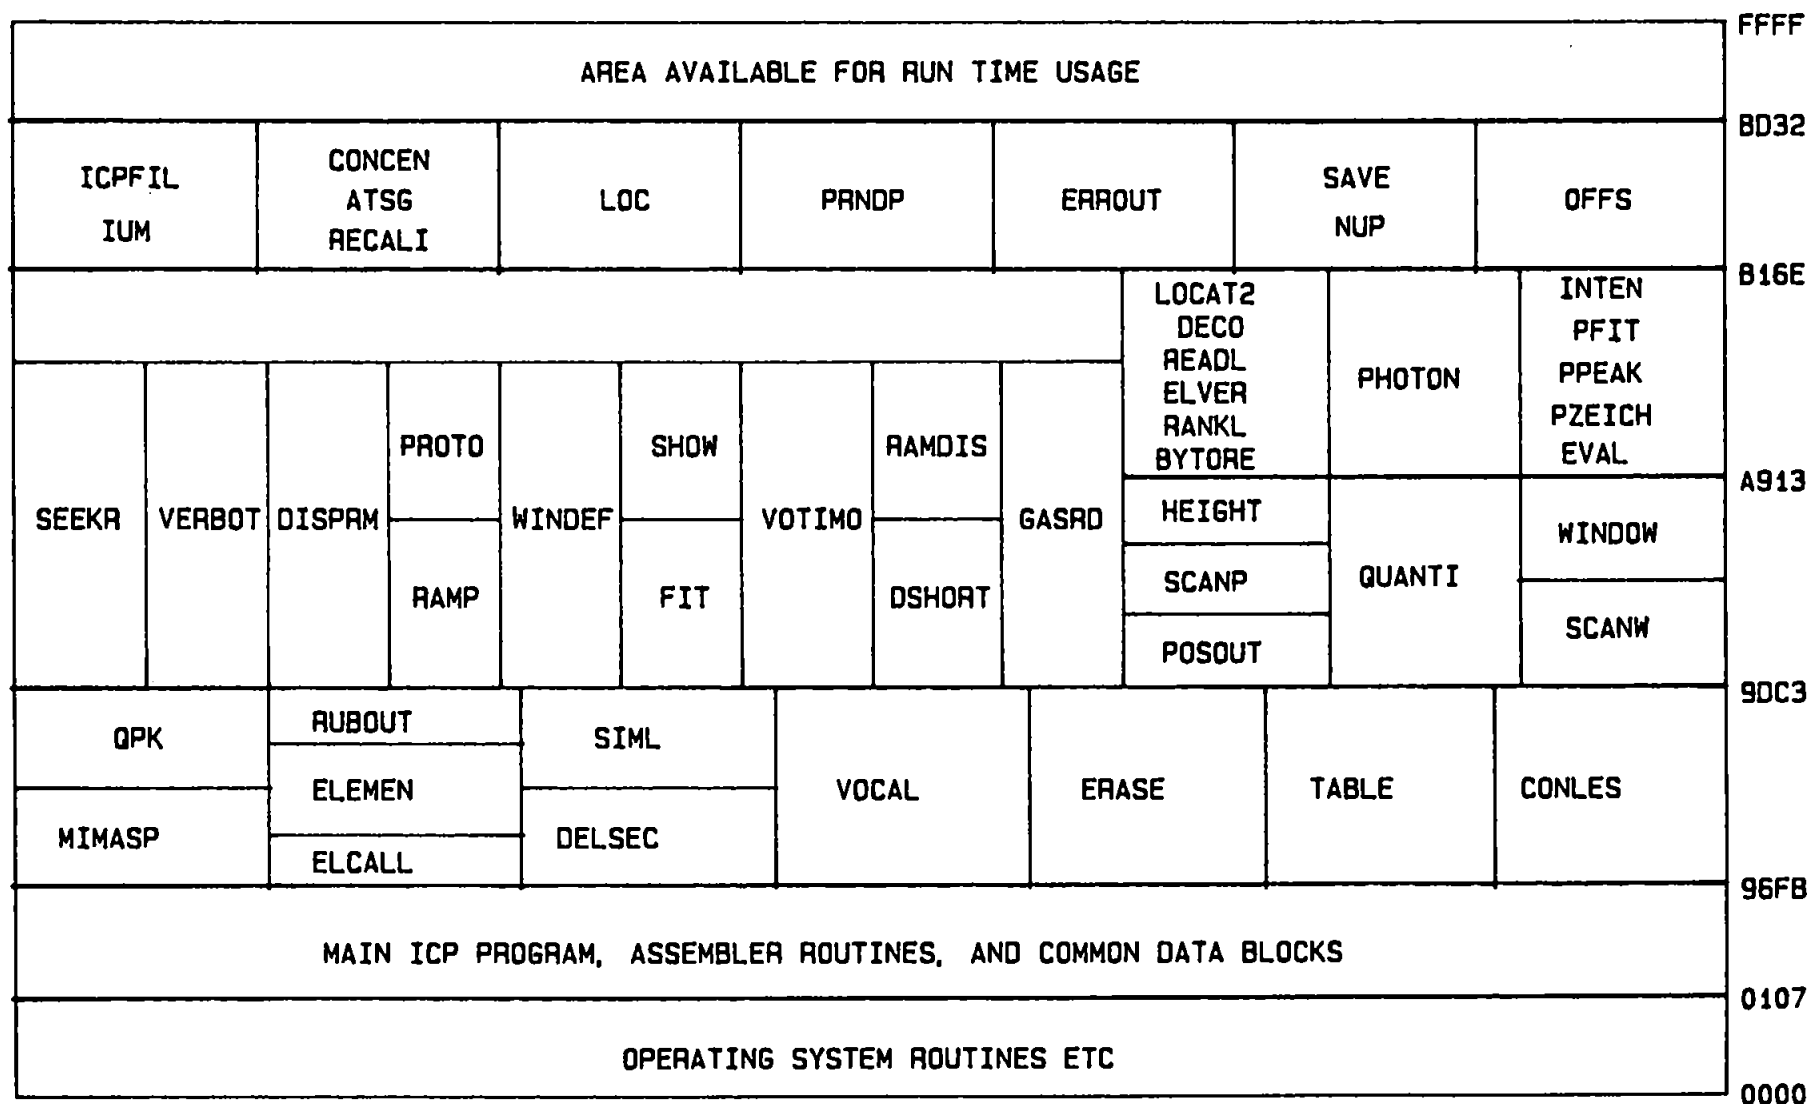 FFFF
AREA AVAILABLE FOR RUN TIME USAGE
BD32
ICPFIL
IUM
CONCEN
ATSG
RECALI
LOC
PRNDP
ERROUT
SAVE
NUP
OFFS
B16E
LOCAT2
DECO
READL
ELVER
RANKL
BYTORE
PHOTON
INTEN
PFIT
PPEAK
PZEICH
EVAL
A913
SEEKR
VERBOT
DISPRM
PROTO
RAMP
WINDEF
SHOW
FIT
VOTIMO
RAMDIS
DSHORT
GASRD
HEIGHT
SCANP
POSOUT
QUANTI
WINDOW
SCANW
9DC3
QPK
MIMASP
RUBOUT
ELEMEN
ELCALL
SIML
DELSEC
VOCAL
ERASE
TABLE
CONLES
96FB
MAIN ICP PROGRAM, ASSEMBLER ROUTINES, AND COMMON DATA BLOCKS
0107
OPERATING SYSTEM ROUTINES ETC
0000